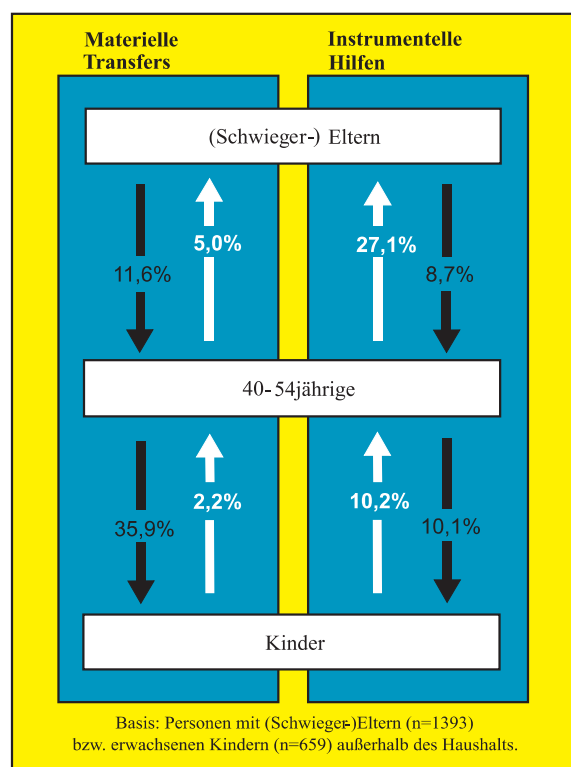 Materielle
Transfers
Instrumentelle
Hilfen
(Schwieger-) Eltern
11,6%
5,0%
27,1%
8,7%
40-54jährige
35,9%
2,2%
10,2%
10,1%
Kinder
Basis: Personen mit (Schwieger-)Eltern (n=1393)
bzw. erwachsenen Kindern (n=659) außerhalb des Haushalts.